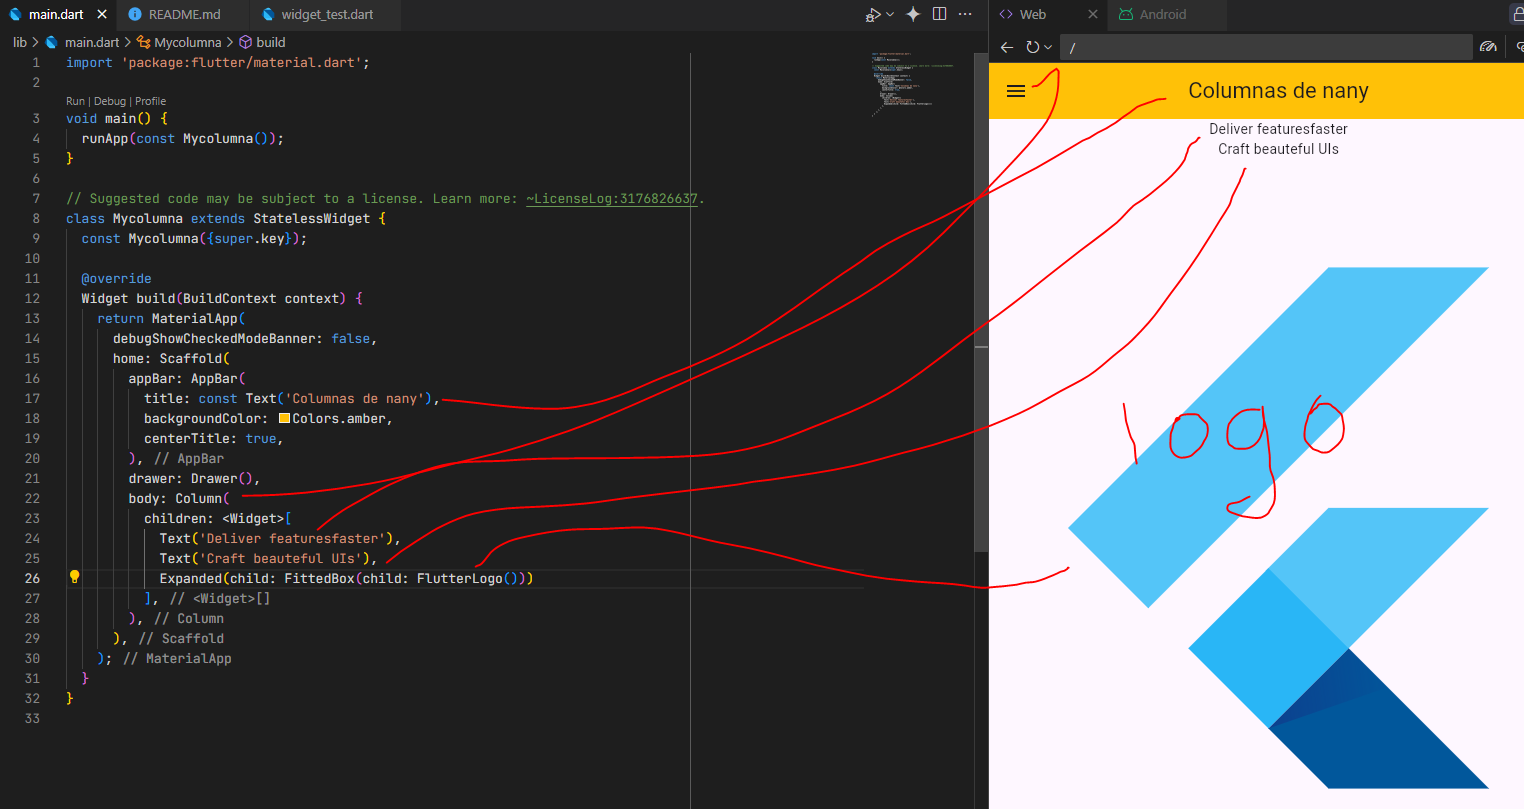 main.dart
README.md
widget_test.dart
lib > main.dart > Mycolumna > build
1 import 'package:flutter/material.dart';
2
Run | Debug | Profile
3 void main() {
4 runApp(const Mycolumna());
5 }
6
7 // Suggested code may be subject to a license. Learn more: ~LicenseLog:3176826637.
8 class Mycolumna extends StatelessWidget {
9 const Mycolumna({super.key});
10
11 @override
12 Widget build(BuildContext context) {
13 return MaterialApp(
14 debugShowCheckedModeBanner: false,
15 home: Scaffold(
16 appBar: AppBar(
17 title: const Text('Columnas de nany'),
18 backgroundColor: Colors.amber,
19 centerTitle: true,
20 ), // AppBar
21 drawer: Drawer(),
22 body: Column(
23 children: <Widget>[
24 Text('Deliver featuresfaster'),
25 Text('Craft beauteful UIs'),
26 Expanded(child: FittedBox(child: FlutterLogo()))
27 ], // <Widget>[]
28 ), // Column
29 ), // Scaffold
30 ); // MaterialApp
31 }
32 }
33
Web
Android
/
Columnas de nany
Deliver featuresfaster
Craft beauteful UIs
logo